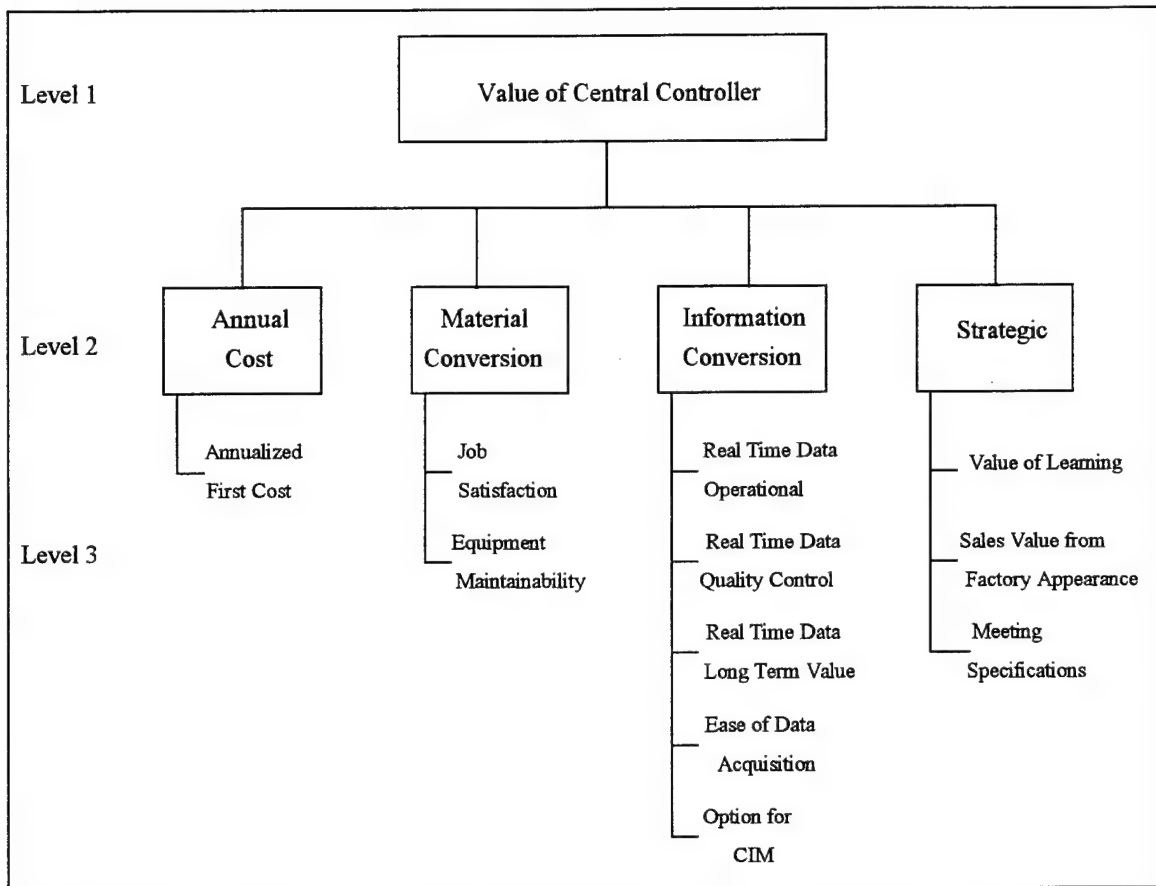 Level 1
Value of Central Controller
Level 2
Annual
Cost
Material
Conversion
Information
Conversion
Strategic
Level 3
Annualized
First Cost
Job
Satisfaction
Equipment
Maintainability
Real Time Data
Operational
Real Time Data
Quality Control
Real Time Data
Long Term Value
Ease of Data
Acquisition
Option for
CIM
Value of Learning
Sales Value from
Factory Appearance
Meeting
Specifications